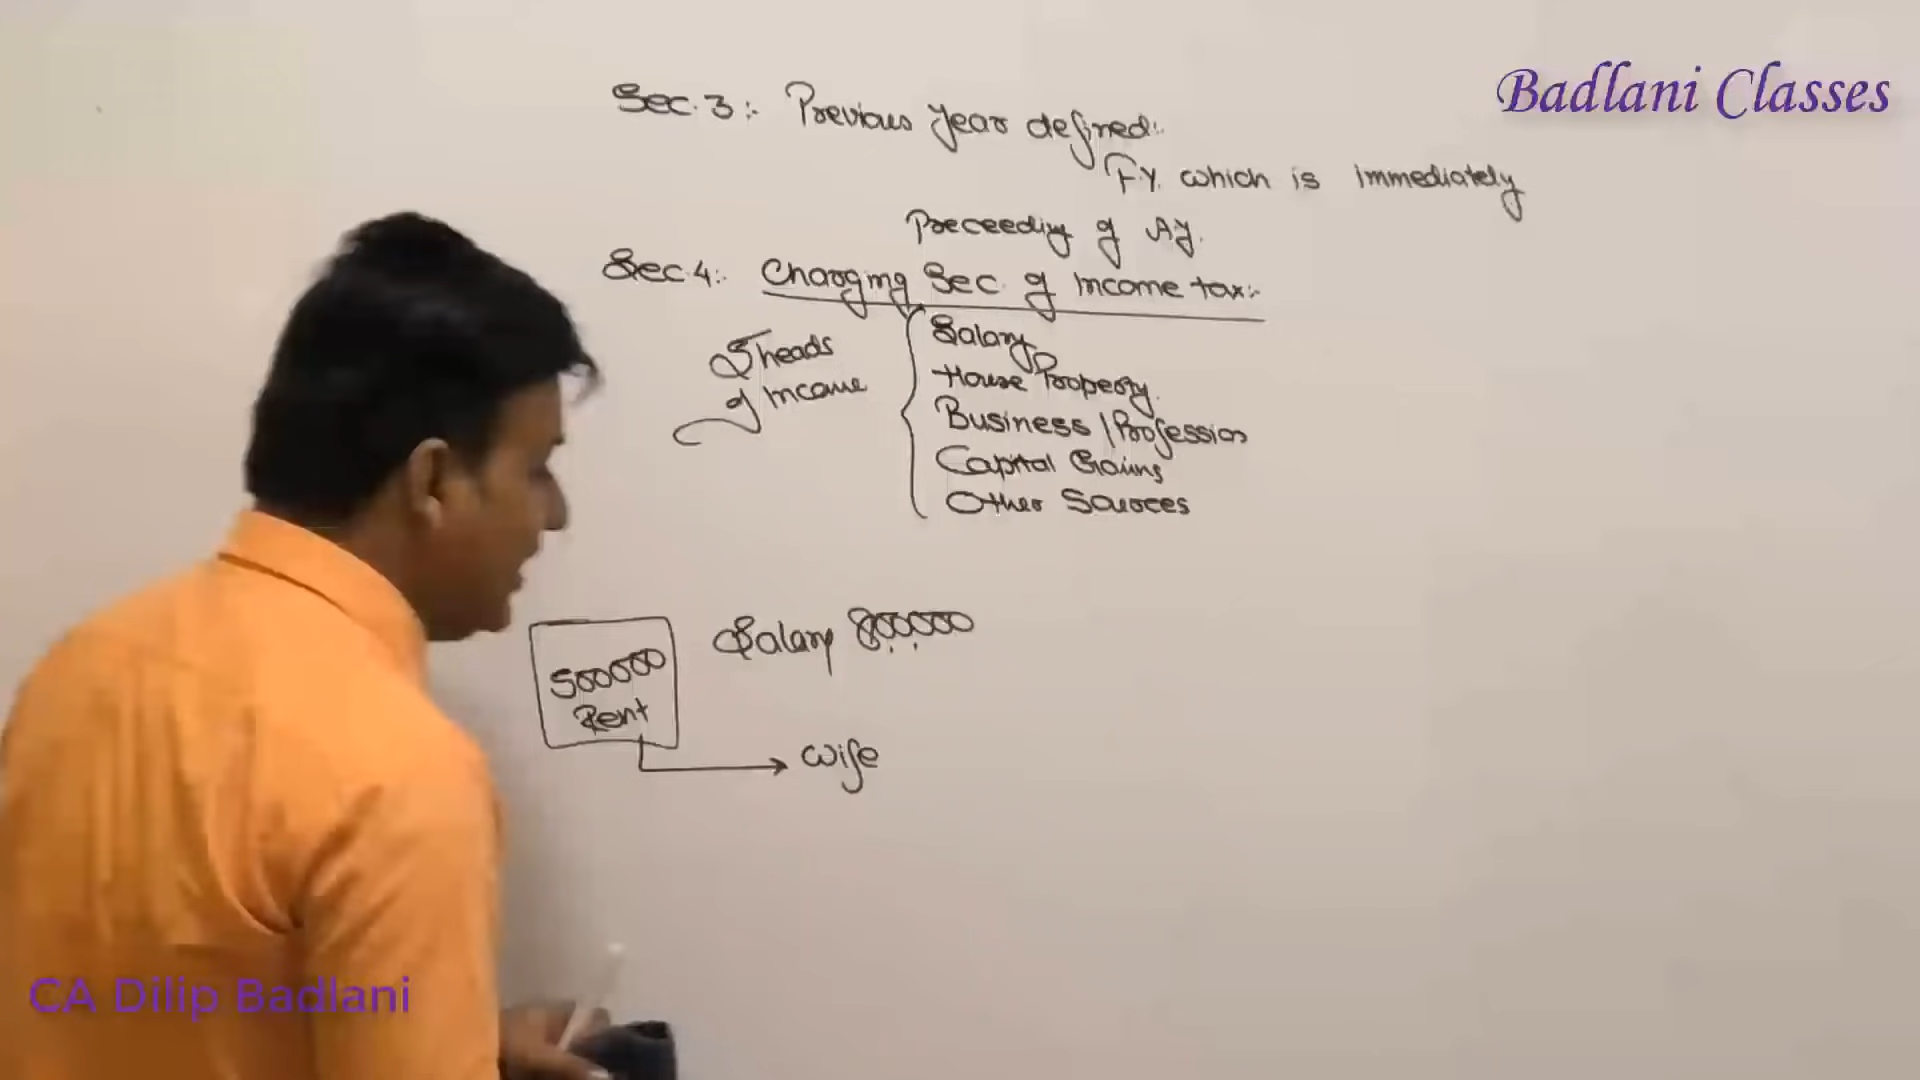 Badlani Classes
Sec.3:- Previous Year defined:-
F.Y. which is immediately
Preceeding of AY.
Sec.4:- Charging Sec. of Income tax:-
5 heads
of Income
Salary
House Property
Business / Profession
Capital Gains
Other Sources
500000
Rent
Salary 800000
wife
CA Dilip Badlani